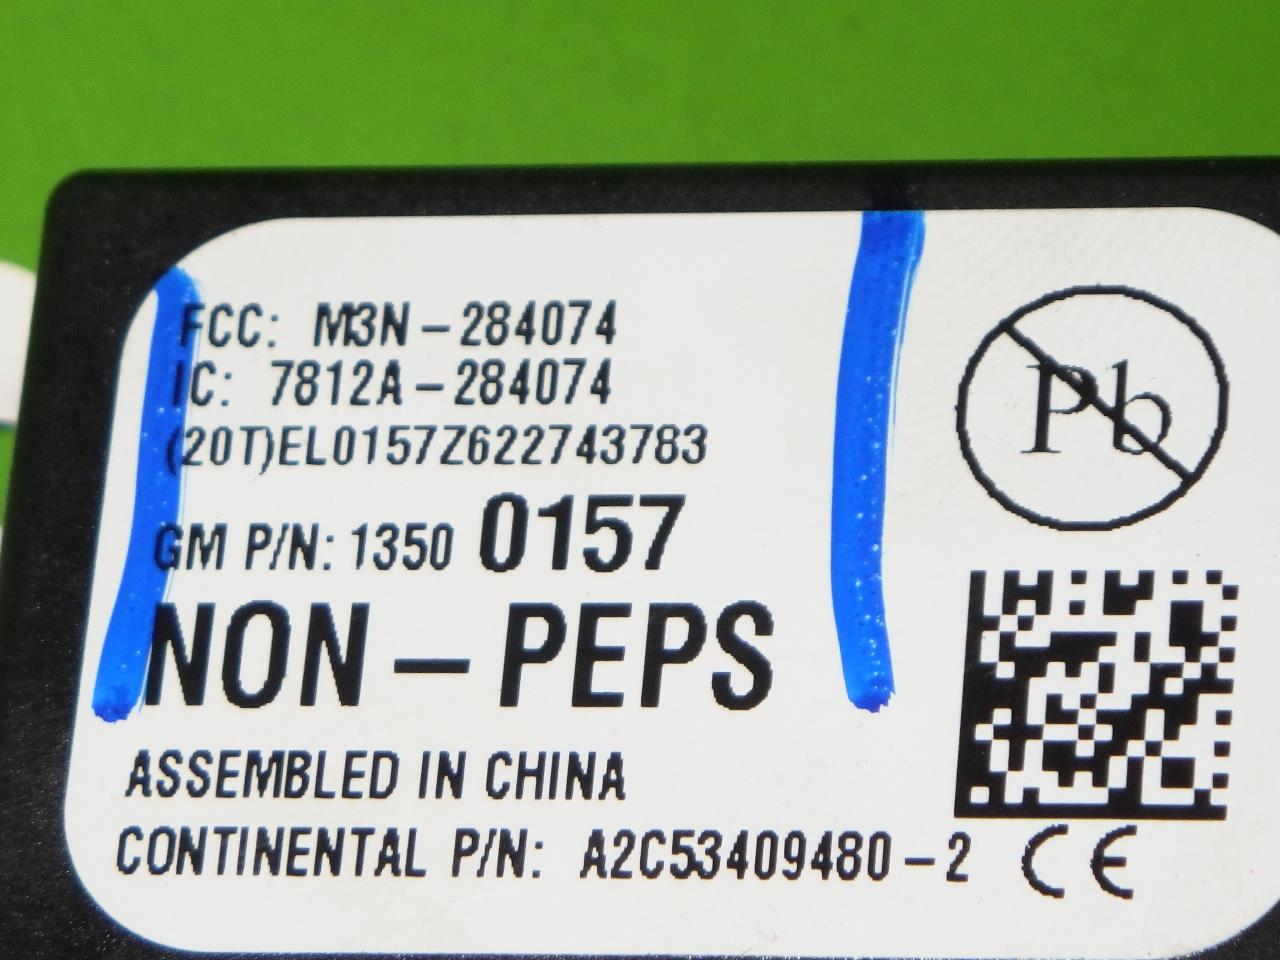 FCC: M3N-284074
IC: 7812A-284074
(20T)EL0157Z622743783
GM P/N: 1350 0157
NON-PEPS
Pb
ASSEMBLED IN CHINA
CONTINENTAL P/N: A2C53409480-2 CE